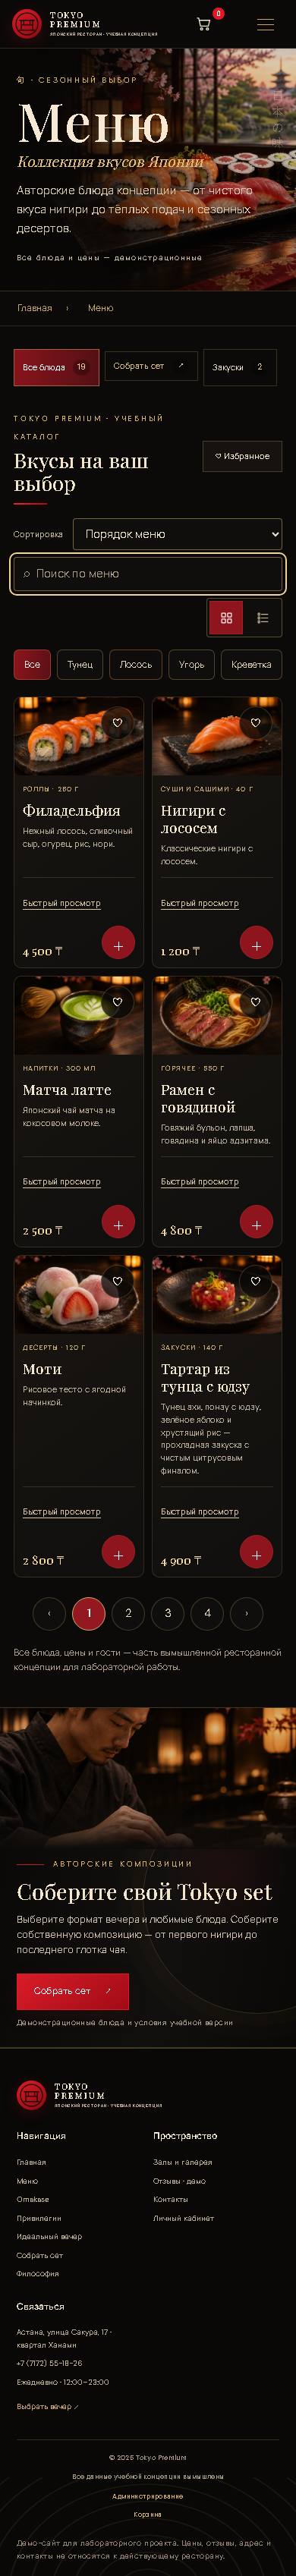 TOKYO
PREMIUM
ЯПОНСКИЙ РЕСТОРАН · УЧЕБНАЯ КОНЦЕПЦИЯ
0
· СЕЗОННЫЙ ВЫБОР
Меню
Коллекция вкусов Японии
Авторские блюда концепции — от чистого
вкуса нигири до тёплых подач и сезонных
десертов.
Все блюда и цены — демонстрационные
Главная › Меню
Все блюда 19
Собрать сет ↗
Закуски 2
TOKYO PREMIUM · УЧЕБНЫЙ
КАТАЛОГ
Вкусы на ваш
выбор
♡ Избранное
Сортировка
Порядок меню
⌕ Поиск по меню
Все
Тунец
Лосось
Угорь
Креветка
РОЛЛЫ · 280 Г
Филадельфия
Нежный лосось, сливочный
сыр, огурец, рис, нори.
Быстрый просмотр
4 500 ₸
+
СУШИ И САШИМИ · 40 Г
Нигири с
лососем
Классические нигири с
лососем.
Быстрый просмотр
1 200 ₸
+
НАПИТКИ · 300 МЛ
Матча латте
Японский чай матча на
кокосовом молоке.
Быстрый просмотр
2 500 ₸
+
ГОРЯЧЕЕ · 550 Г
Рамен с
говядиной
Говяжий бульон, лапша,
говядина и яйцо адзитама.
Быстрый просмотр
4 800 ₸
+
ДЕСЕРТЫ · 120 Г
Моти
Рисовое тесто с ягодной
начинкой.
Быстрый просмотр
2 800 ₸
+
ЗАКУСКИ · 140 Г
Тартар из
тунца с юдзу
Тунец ахи, понзу с юдзу,
зелёное яблоко и
хрустящий рис —
прохладная закуска с
чистым цитрусовым
финалом.
Быстрый просмотр
4 900 ₸
+
‹ 1 2 3 4 ›
Все блюда, цены и гости — часть вымышленной ресторанной
концепции для лабораторной работы.
АВТОРСКИЕ КОМПОЗИЦИИ
Соберите свой Tokyo set
Выберите формат вечера и любимые блюда. Соберите
собственную композицию — от первого нигири до
последнего глотка чая.
Собрать сет ↗
Демонстрационные блюда и условия учебной версии
TOKYO
PREMIUM
ЯПОНСКИЙ РЕСТОРАН · УЧЕБНАЯ КОНЦЕПЦИЯ
Навигация
Главная
Меню
Omakase
Привилегии
Идеальный вечер
Собрать сет
Философия
Пространство
Залы и галерея
Отзывы · демо
Контакты
Личный кабинет
Связаться
Астана, улица Сакура, 17 ·
квартал Ханами
+7 (7172) 55-18-26
Ежедневно · 12:00–23:00
Выбрать вечер ↗
© 2026 Tokyo Premium
Все данные учебной концепции вымышлены
Администрирование
Корзина
Демо-сайт для лабораторного проекта. Цены, отзывы, адрес и
контакты не относятся к действующему ресторану.